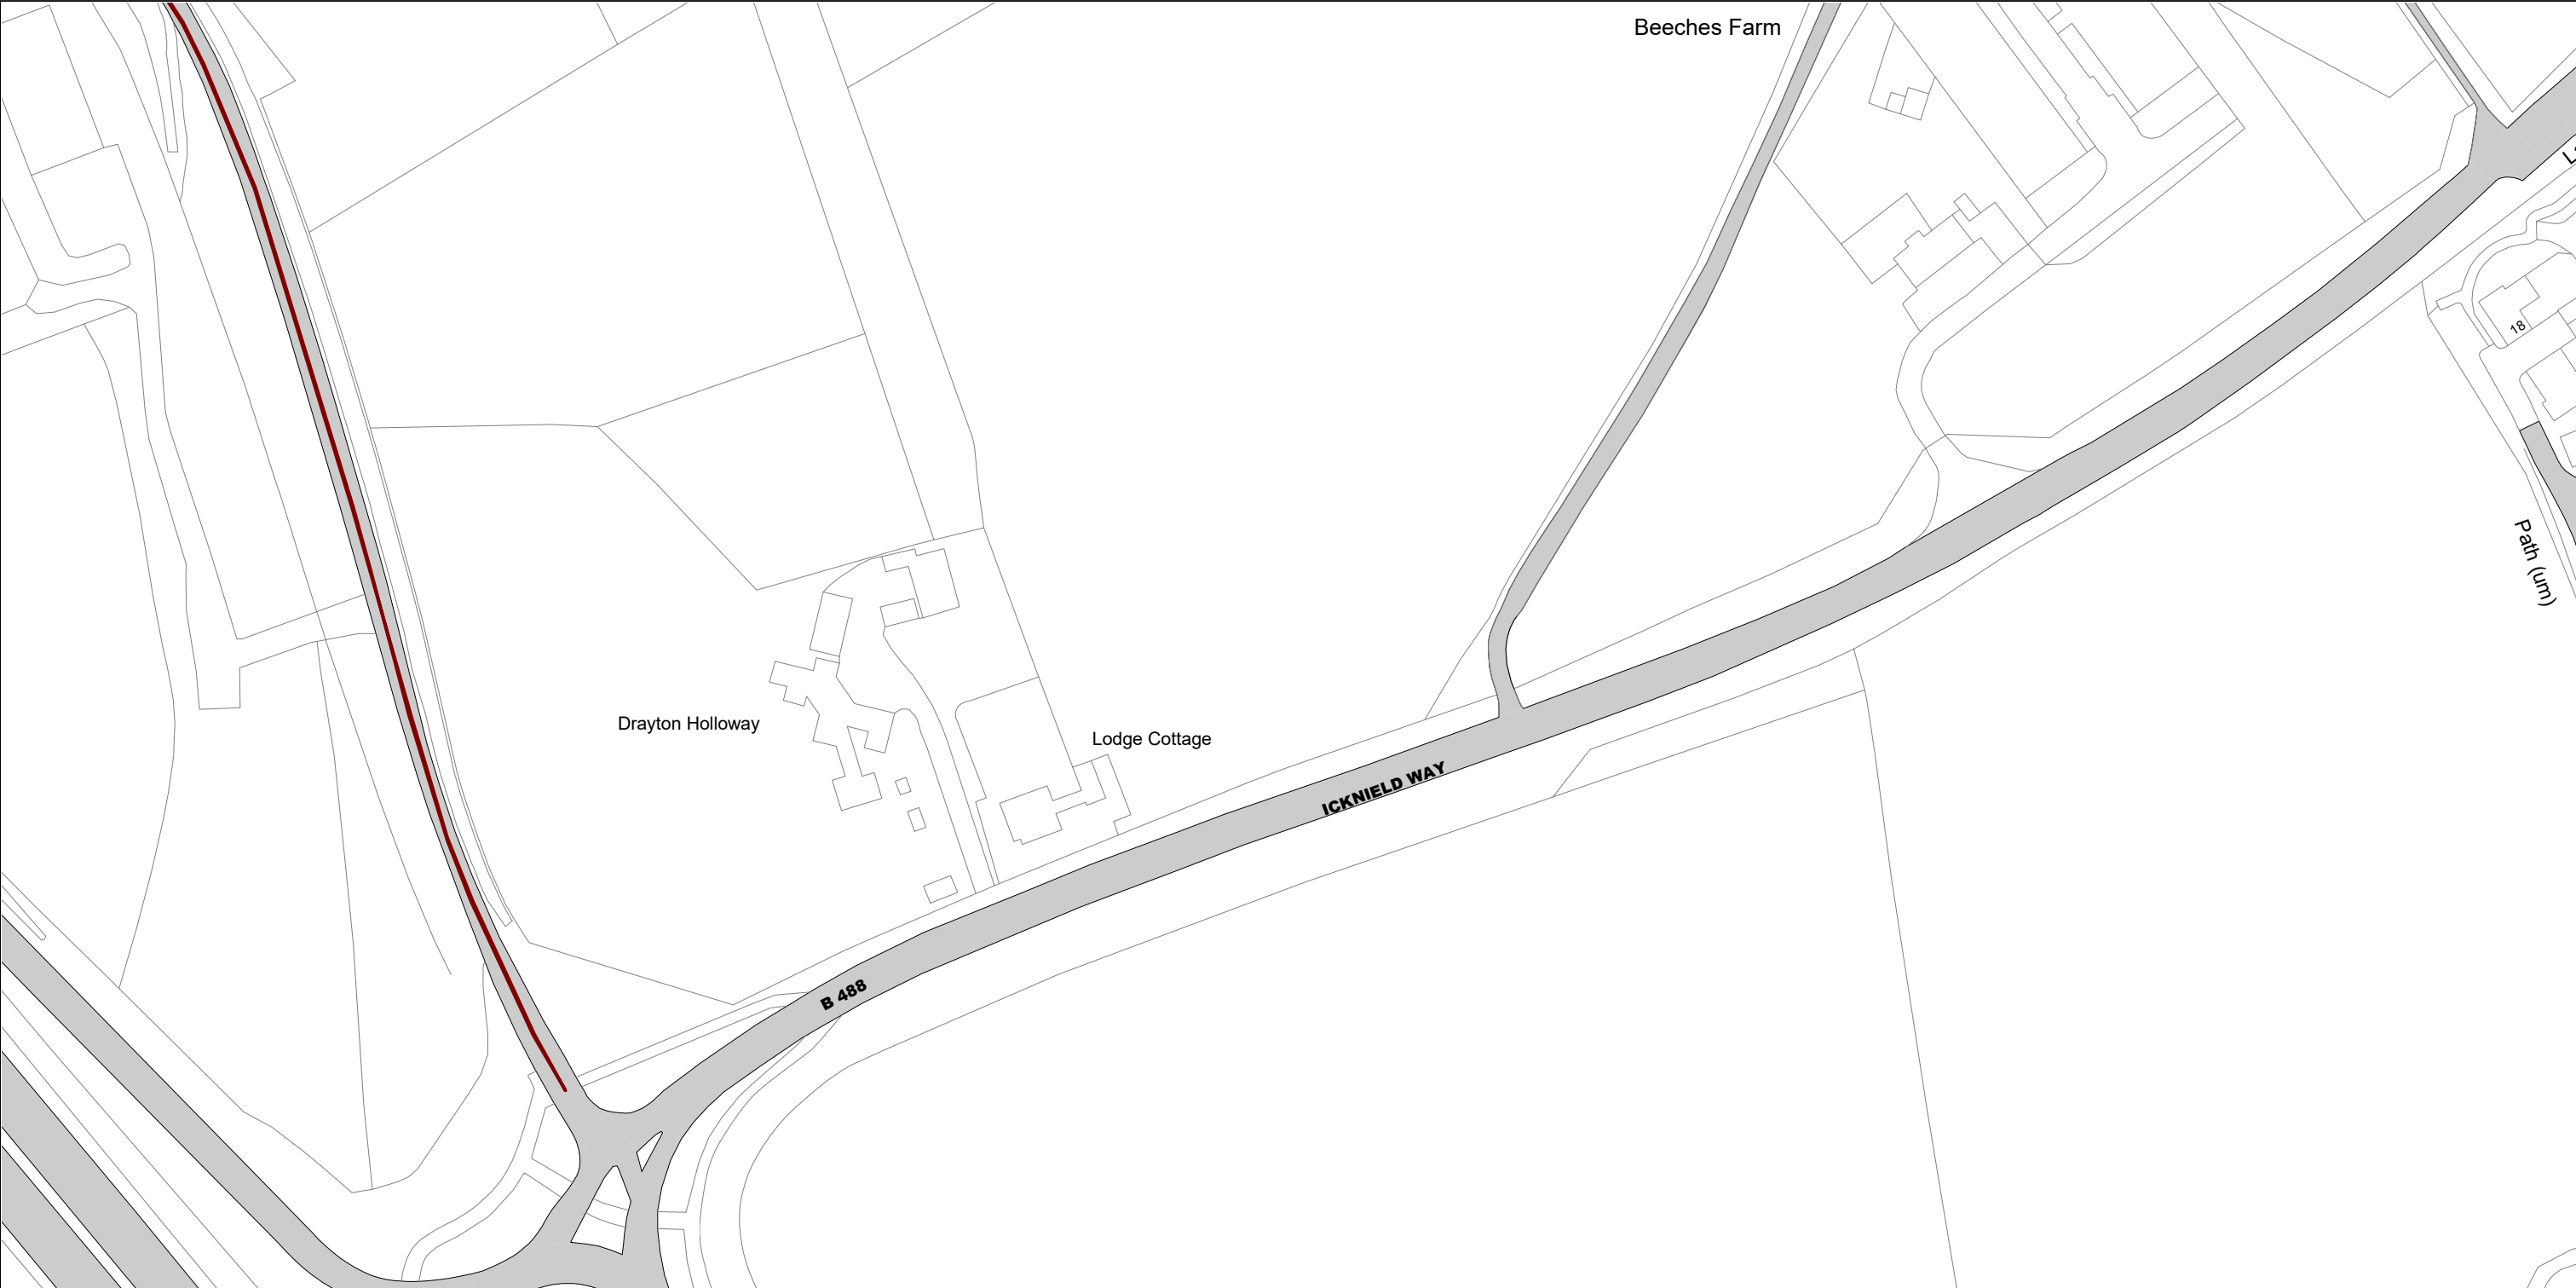 Beeches Farm
18
Path (um)
Drayton Holloway
Lodge Cottage
ICKNIELD WAY
B 488